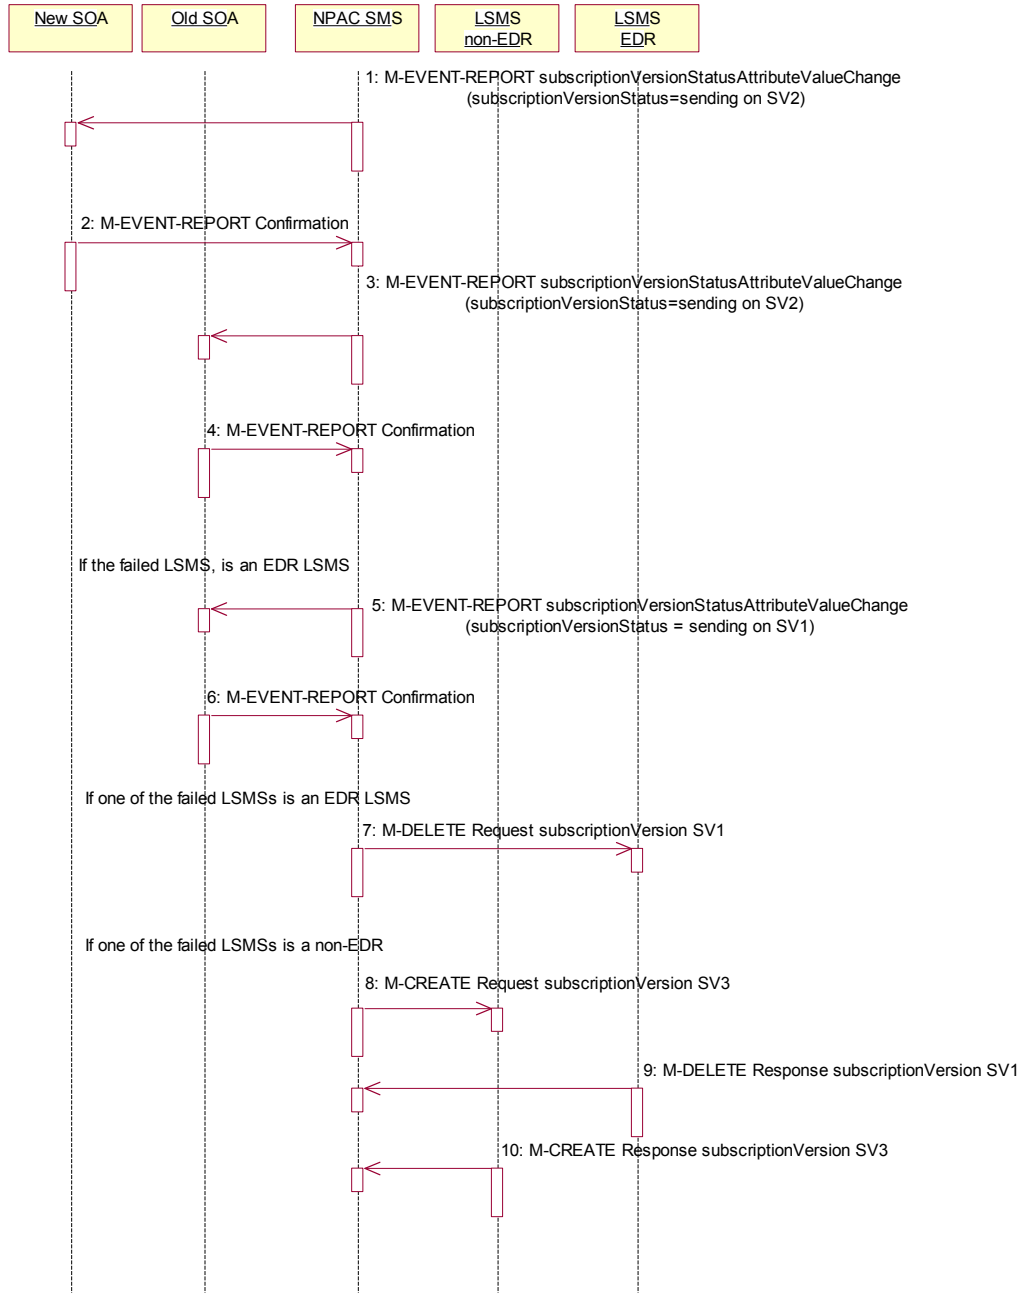 New SOA
Old SOA
NPAC SMS
LSMS
non-EDR
LSMS
EDR
1: M-EVENT-REPORT subscriptionVersionStatusAttributeValueChange
(subscriptionVersionStatus=sending on SV2)
2: M-EVENT-REPORT Confirmation
3: M-EVENT-REPORT subscriptionVersionStatusAttributeValueChange
(subscriptionVersionStatus=sending on SV2)
4: M-EVENT-REPORT Confirmation
If the failed LSMS, is an EDR LSMS
5: M-EVENT-REPORT subscriptionVersionStatusAttributeValueChange
(subscriptionVersionStatus = sending on SV1)
6: M-EVENT-REPORT Confirmation
If one of the failed LSMSs is an EDR LSMS
7: M-DELETE Request subscriptionVersion SV1
If one of the failed LSMSs is a non-EDR
8: M-CREATE Request subscriptionVersion SV3
9: M-DELETE Response subscriptionVersion SV1
10: M-CREATE Response subscriptionVersion SV3